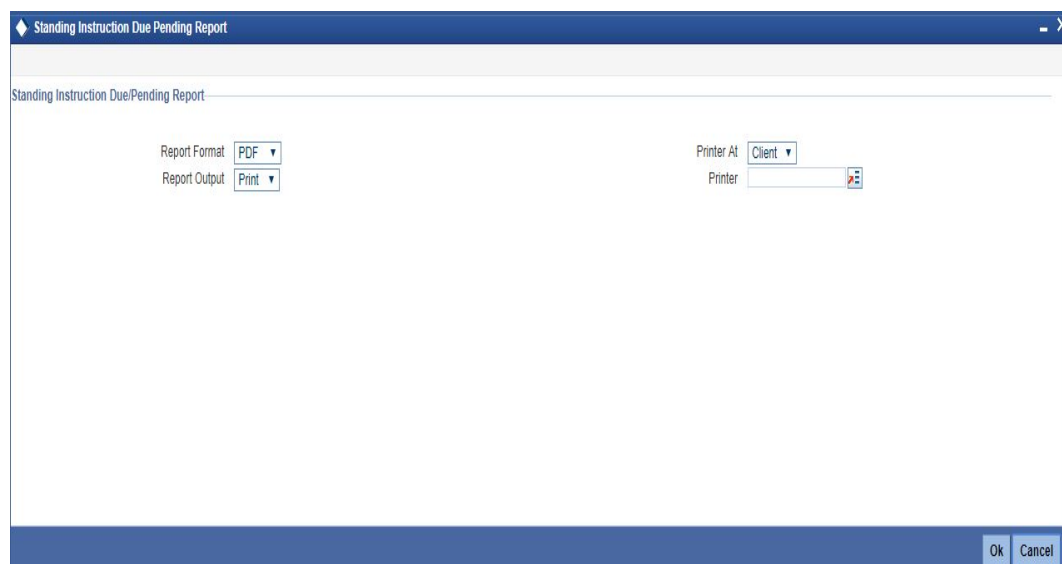 Standing Instruction Due Pending Report
Standing Instruction Due/Pending Report
Report Format PDF Printer At Client
Report Output Print Printer
Ok Cancel